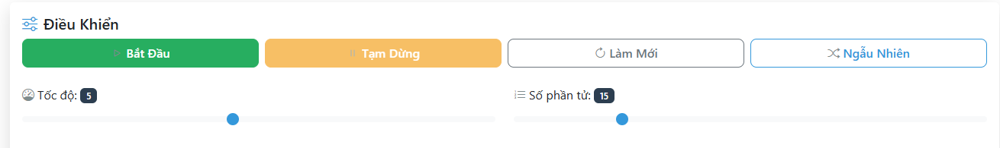 Điều Khiển
Bắt Đầu
Tạm Dừng
Làm Mới
Ngẫu Nhiên
Tốc độ: 5
Số phần tử: 15